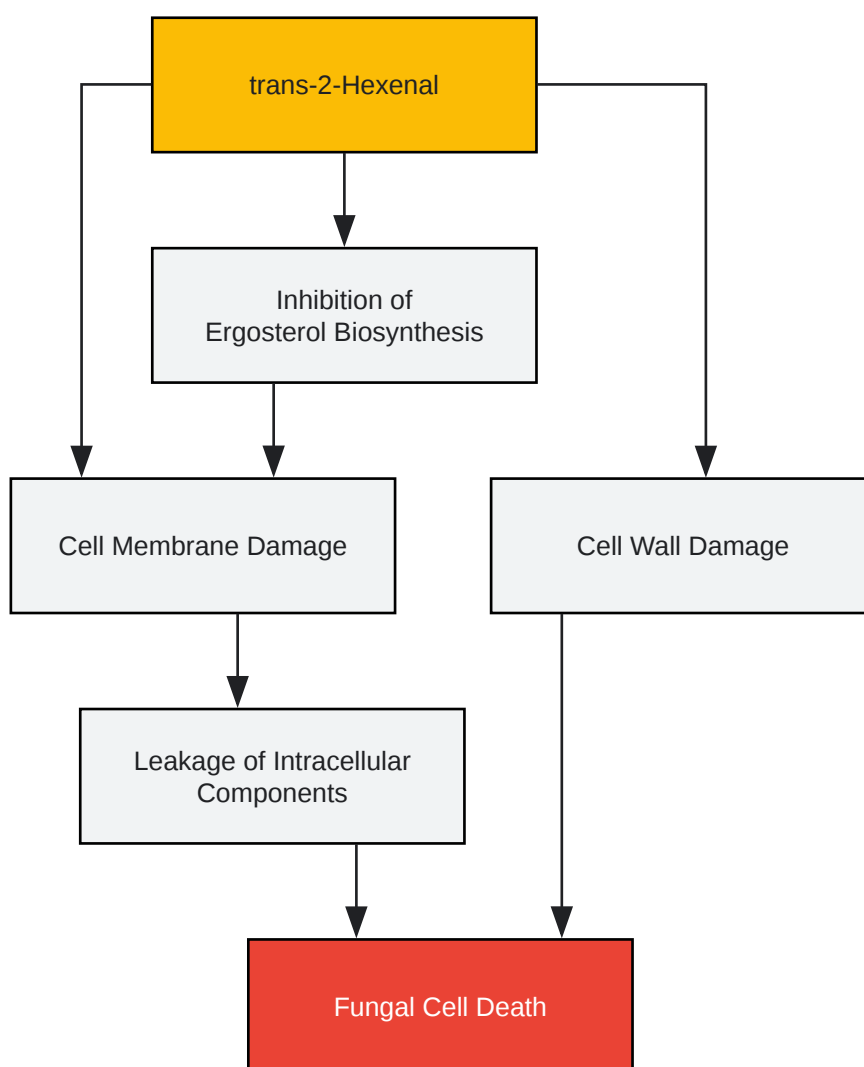 trans-2-Hexenal
Inhibition of
Ergosterol Biosynthesis
Cell Membrane Damage
Cell Wall Damage
Leakage of Intracellular
Components
Fungal Cell Death